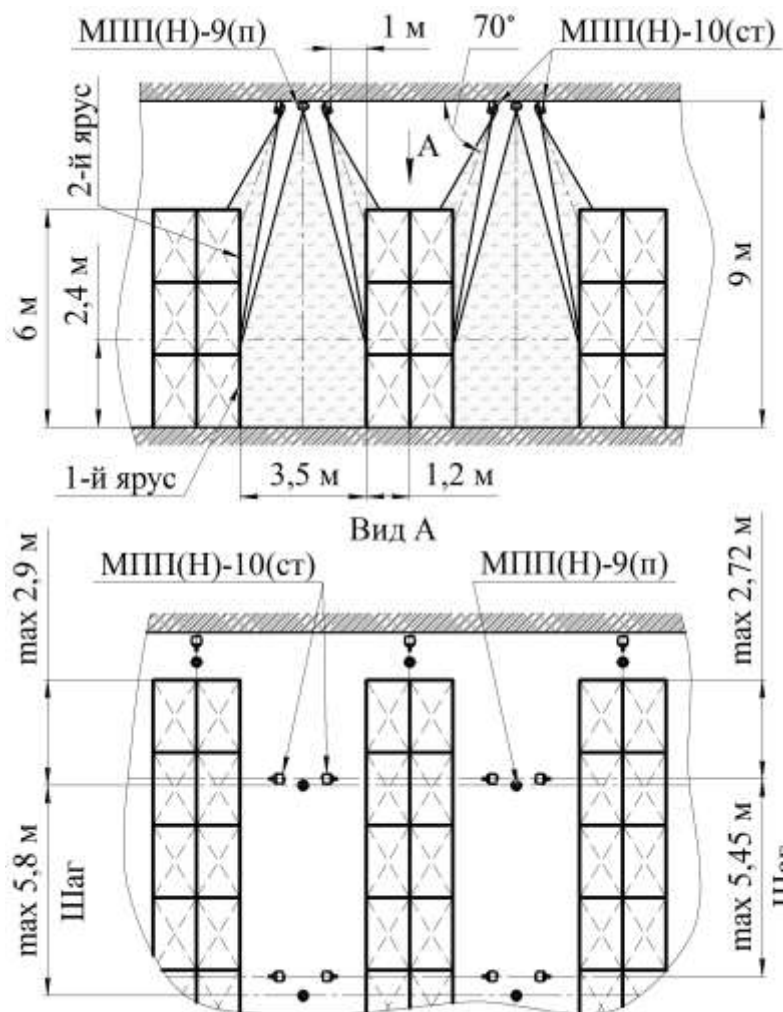 МПП(Н)-9(п)
1 м
70°
МПП(Н)-10(ст)
2-й ярус
А
6 м
2,4 м
9 м
1-й ярус
3,5 м
1,2 м
Вид А
max 2,9 м
МПП(Н)-10(ст)
МПП(Н)-9(п)
max 2,72 м
max 5,8 м
Шаг
max 5,45 м
Шаг